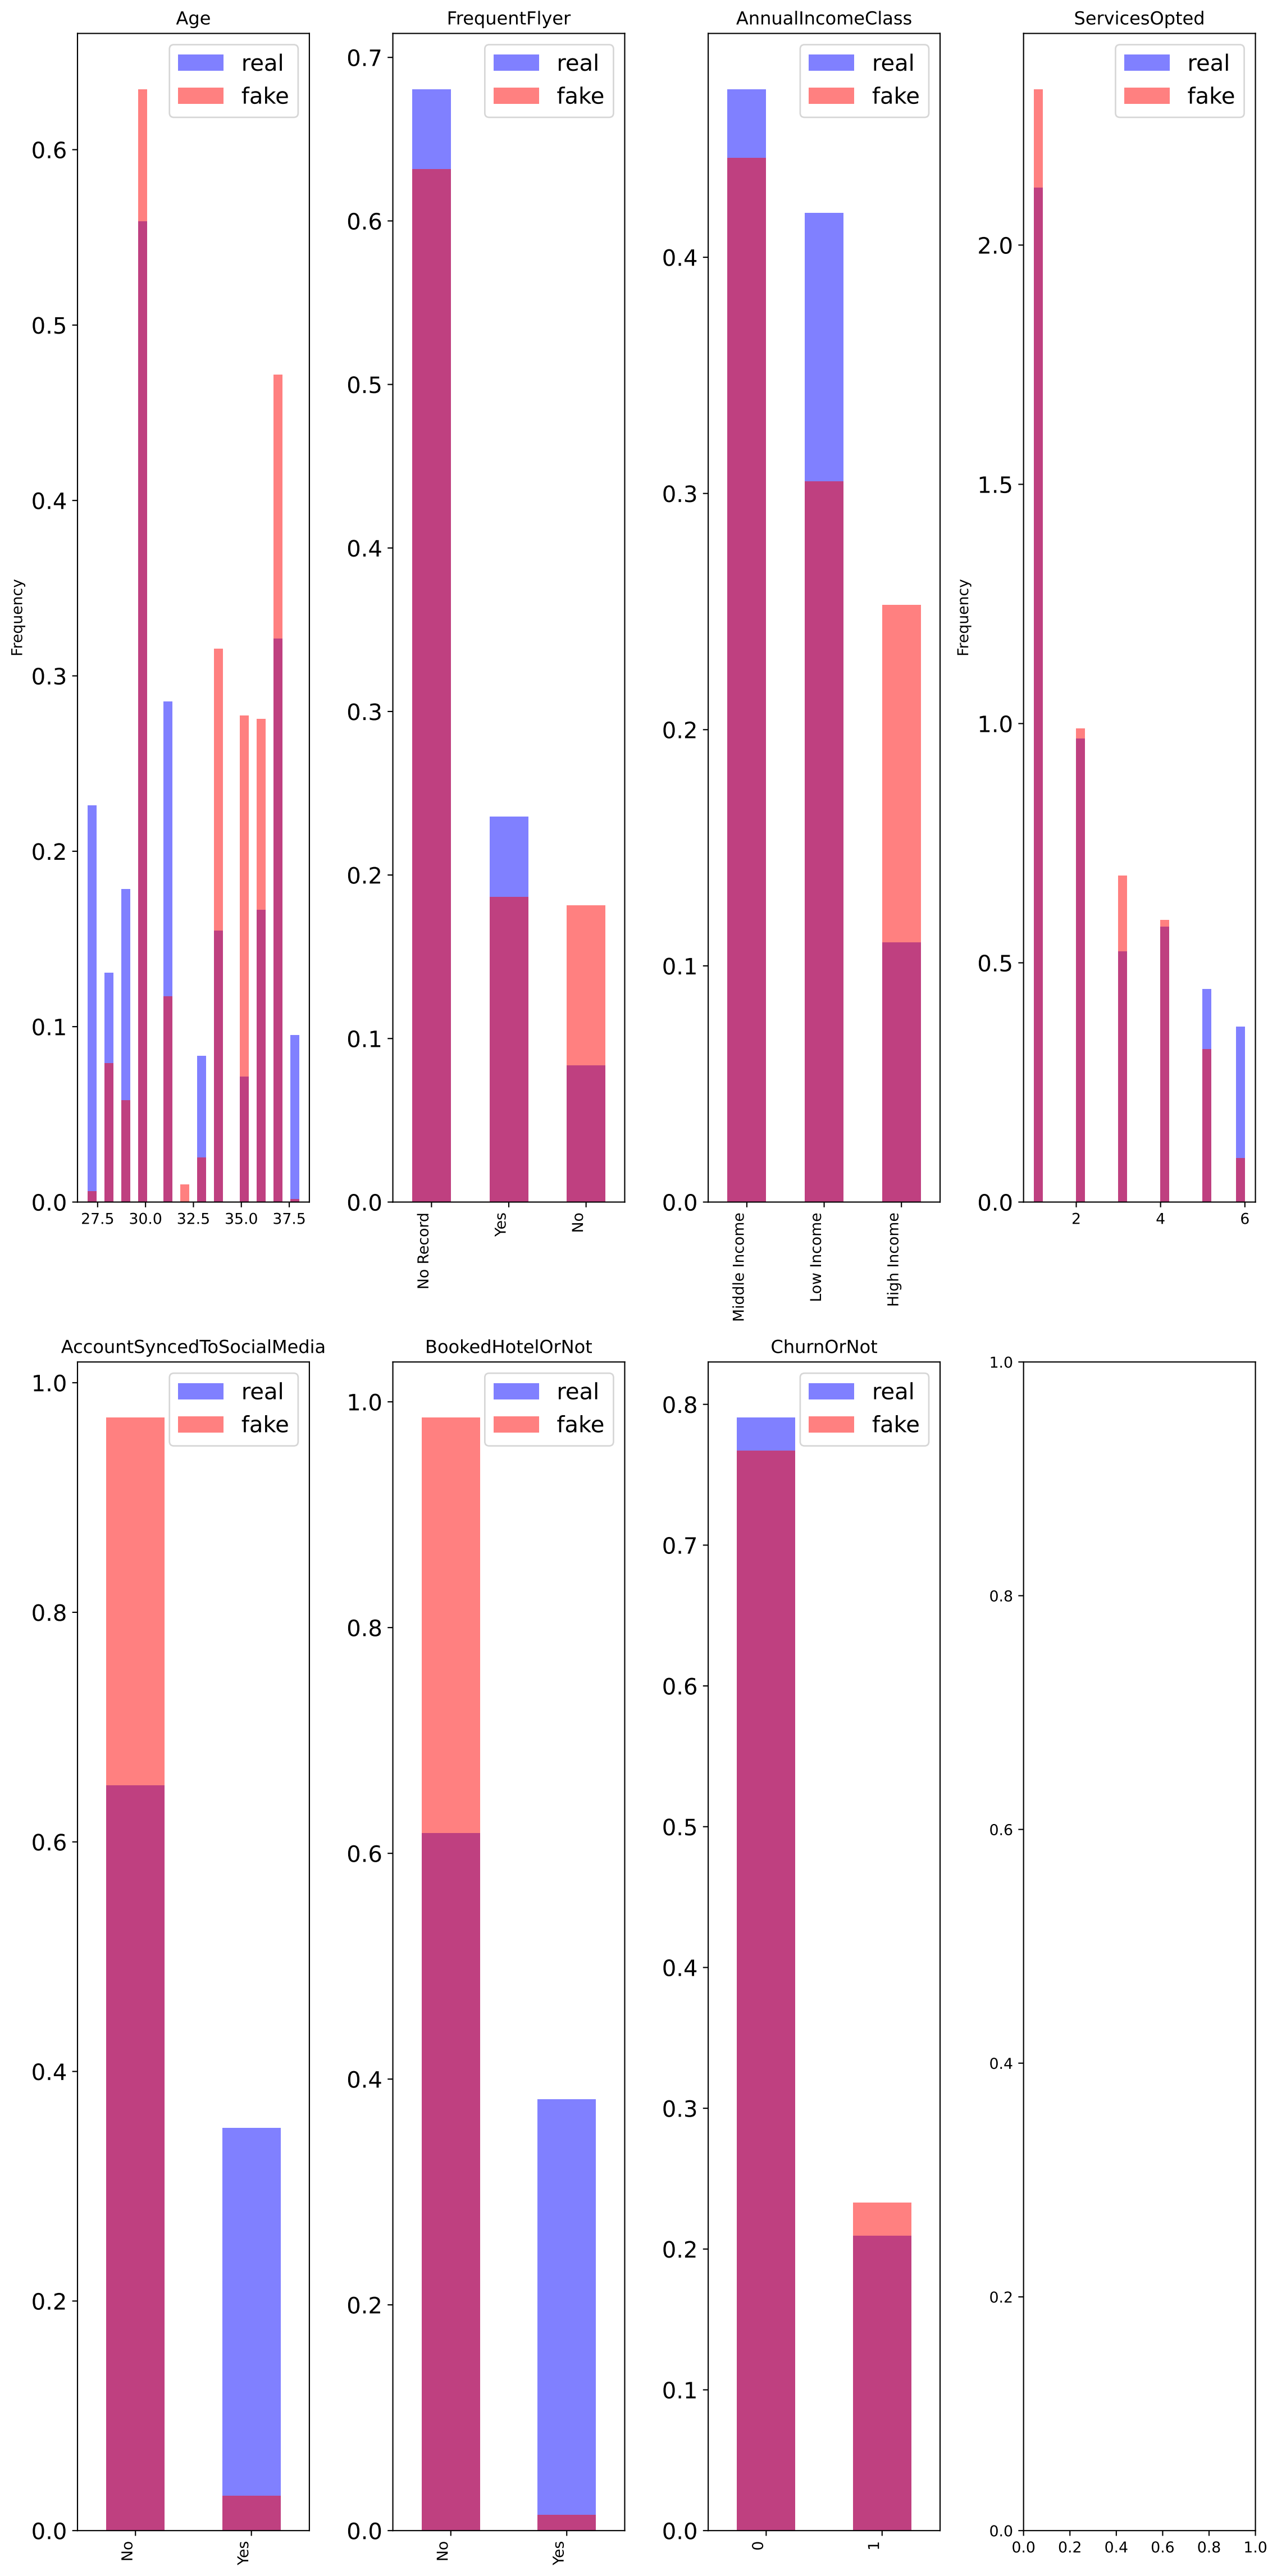 Age
FrequentFlyer
AnnualIncomeClass
ServicesOpted
real
fake
real
fake
real
fake
real
fake
Frequency
0.6
0.5
0.4
0.3
0.2
0.1
0.0
27.5 30.0 32.5 35.0 37.5
0.7
0.6
0.5
0.4
0.3
0.2
0.1
0.0
No Record
Yes
No
0.4
0.3
0.2
0.1
0.0
Middle Income
Low Income
High Income
Frequency
2.0
1.5
1.0
0.5
0.0
2 4 6
AccountSyncedToSocialMedia
BookedHotelOrNot
ChurnOrNot
real
fake
real
fake
real
fake
1.0
0.8
0.6
0.4
0.2
0.0
No
Yes
1.0
0.8
0.6
0.4
0.2
0.0
No
Yes
0.8
0.7
0.6
0.5
0.4
0.3
0.2
0.1
0.0
0
1
1.0
0.8
0.6
0.4
0.2
0.0
0.0 0.2 0.4 0.6 0.8 1.0